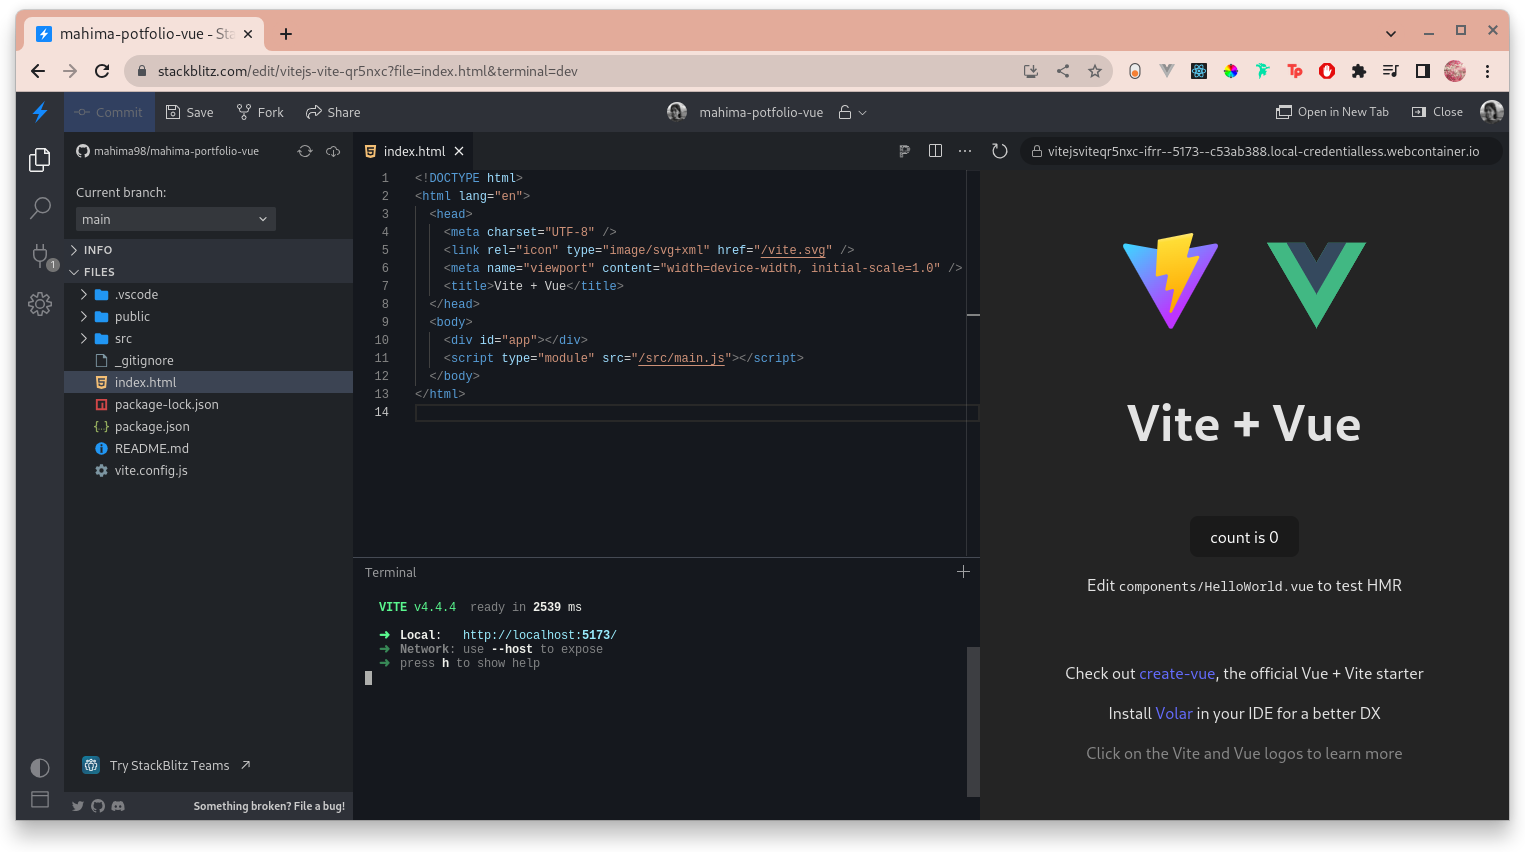 mahima-potfolio-vue - Sta
stackblitz.com/edit/vitejs-vite-qr5nxc?file=index.html&terminal=dev
Commit Save Fork Share mahima-potfolio-vue Open in New Tab Close
mahima98/mahima-portfolio-vue
Current branch:
main
INFO
FILES
.vscode
public
src
_gitignore
index.html
package-lock.json
package.json
README.md
vite.config.js
Try StackBlitz Teams
Something broken? File a bug!
1
index.html
1 <!DOCTYPE html>
2 <html lang="en">
3 <head>
4 <meta charset="UTF-8" />
5 <link rel="icon" type="image/svg+xml" href="/vite.svg" />
6 <meta name="viewport" content="width=device-width, initial-scale=1.0" />
7 <title>Vite + Vue</title>
8 </head>
9 <body>
10 <div id="app"></div>
11 <script type="module" src="/src/main.js"></script>
12 </body>
13 </html>
14
Terminal
VITE v4.4.4 ready in 2539 ms
➜ Local: http://localhost:5173/
➜ Network: use --host to expose
➜ press h to show help
vitejsviteqr5nxc-ifrr--5173--c53ab388.local-credentialless.webcontainer.io
Vite + Vue
count is 0
Edit components/HelloWorld.vue to test HMR
Check out create-vue, the official Vue + Vite starter
Install Volar in your IDE for a better DX
Click on the Vite and Vue logos to learn more